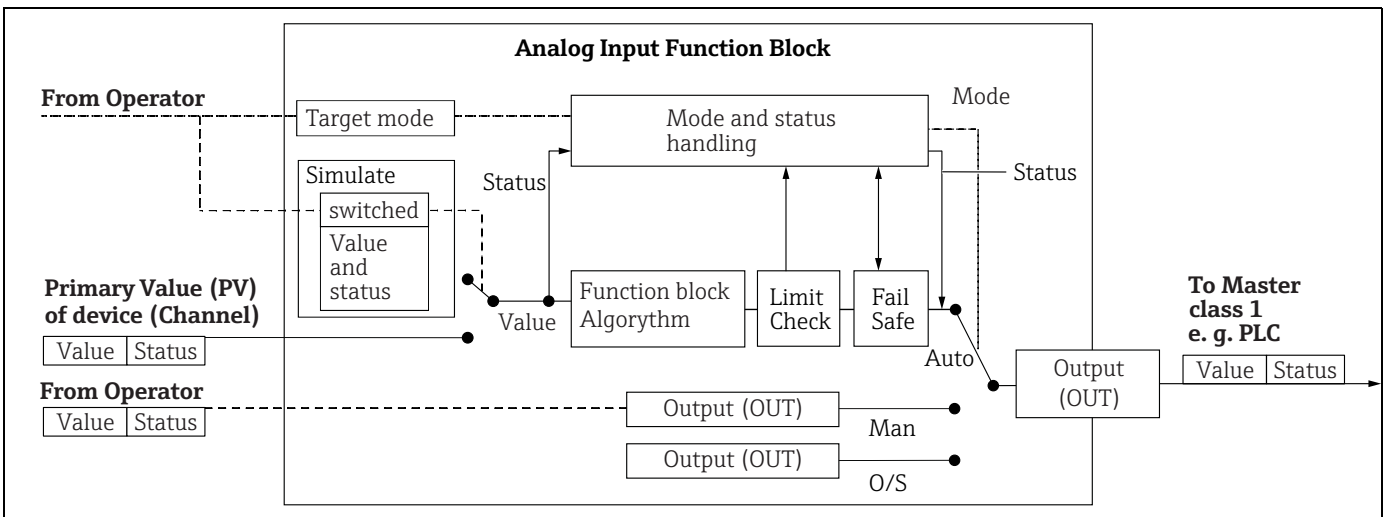 Analog Input Function Block
From Operator
Target mode
Mode and status
handling
Mode
Status
Simulate
switched
Value
and
status
Status
Primary Value (PV)
of device (Channel)
Value Status
Value
Function block
Algorythm
Limit
Check
Fail
Safe
Auto
To Master
class 1
e. g. PLC
Value Status
Output
(OUT)
From Operator
Value Status
Output (OUT)
Man
Output (OUT)
O/S